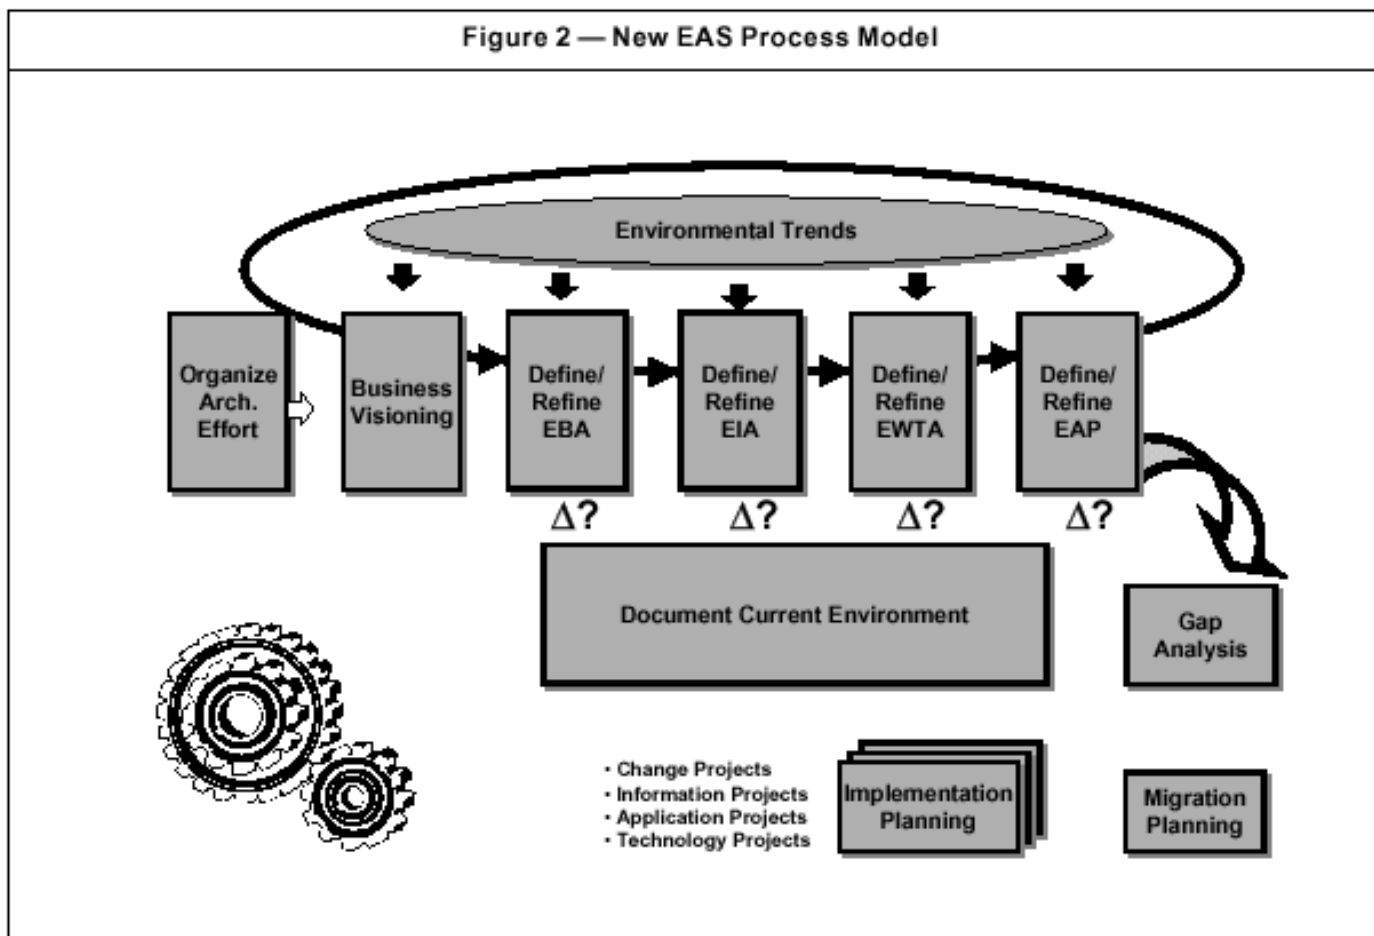 Figure 2 — New EAS Process Model
Environmental Trends
Organize
Arch.
Effort
Business
Visioning
Define/
Refine
EBA
Define/
Refine
EIA
Define/
Refine
EWTA
Define/
Refine
EAP
Δ?
Δ?
Δ?
Δ?
Document Current Environment
Gap
Analysis
• Change Projects
• Information Projects
• Application Projects
• Technology Projects
Implementation
Planning
Migration
Planning